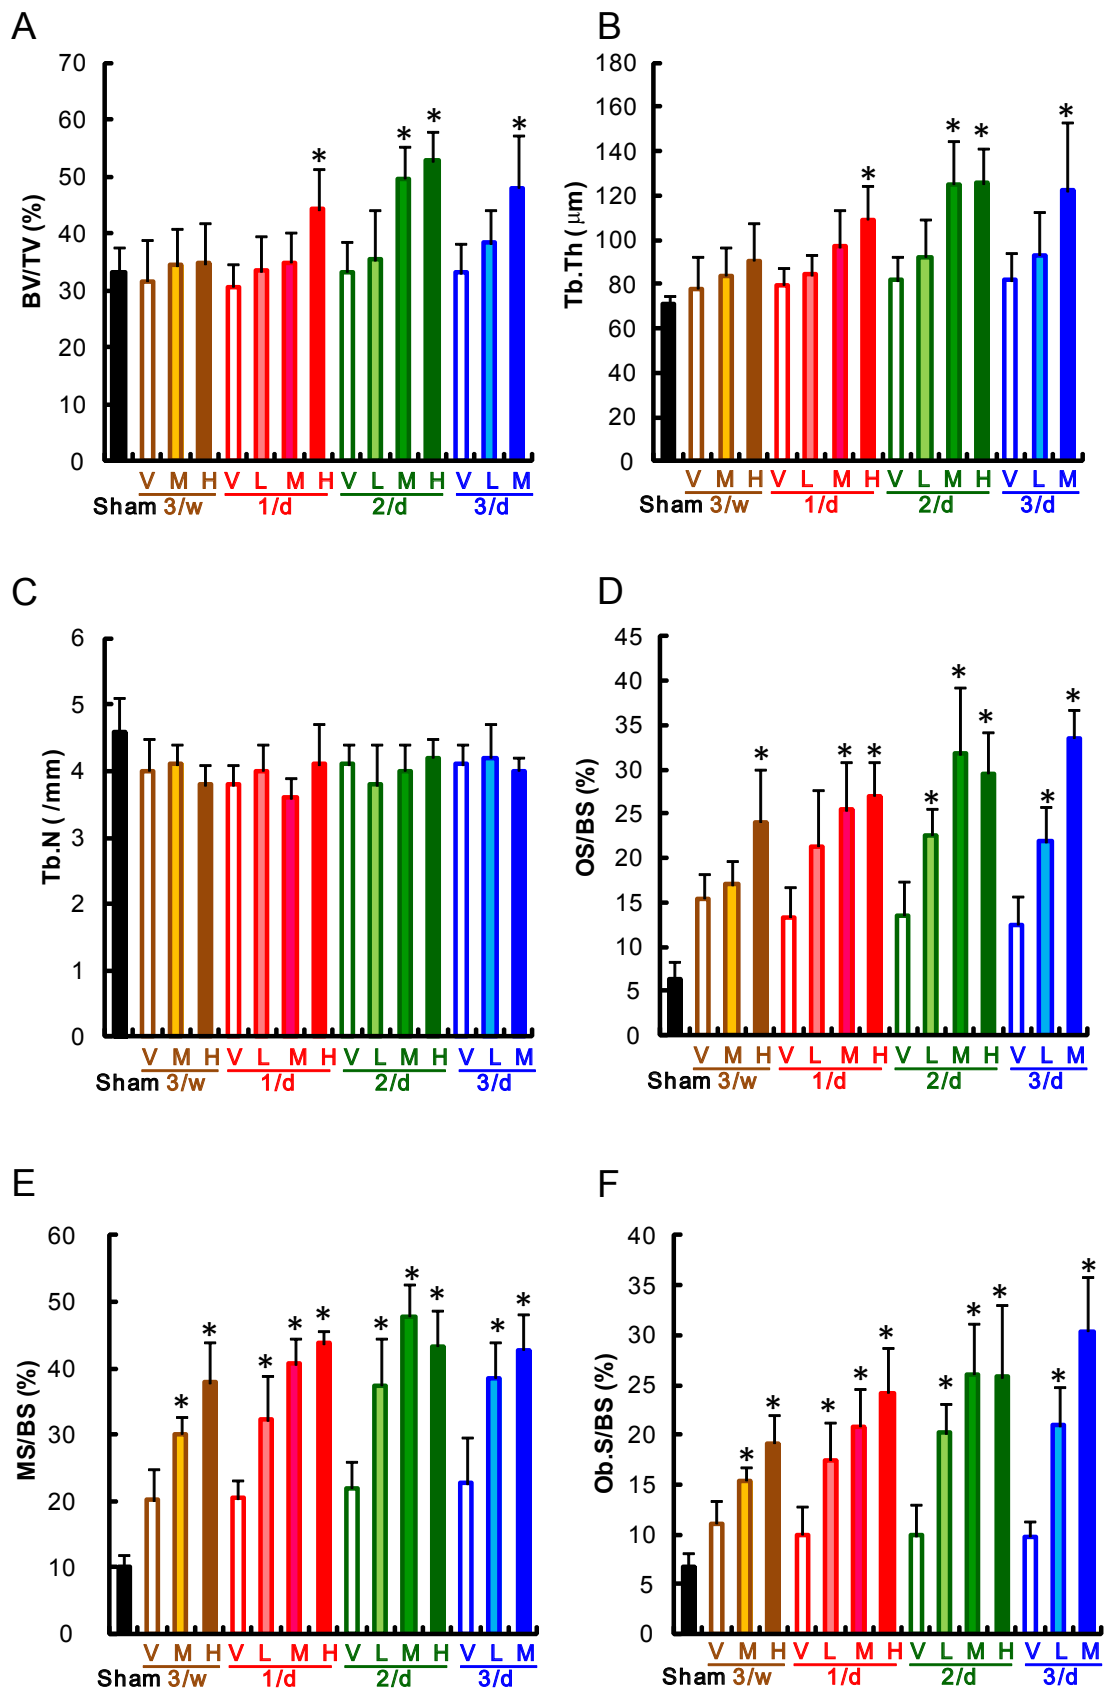 A
BV/TV (%)
70
60
50
40
30
20
10
0
* * * *
V M H V L M H V L M H V L M
Sham 3/w 1/d 2/d 3/d
B
Tb.Th (μm)
180
160
140
120
100
80
60
40
20
0
* * * *
V M H V L M H V L M H V L M
Sham 3/w 1/d 2/d 3/d
C
Tb.N ( /mm)
6
5
4
3
2
1
0
V M H V L M H V L M H V L M
Sham 3/w 1/d 2/d 3/d
D
OS/BS (%)
45
40
35
30
25
20
15
10
5
0
* * * * * * * *
V M H V L M H V L M H V L M
Sham 3/w 1/d 2/d 3/d
E
MS/BS (%)
60
50
40
30
20
10
0
* * * * * * * * * *
V M H V L M H V L M H V L M
Sham 3/w 1/d 2/d 3/d
F
Ob.S/BS (%)
40
35
30
25
20
15
10
5
0
* * * * * * * * * *
V M H V L M H V L M H V L M
Sham 3/w 1/d 2/d 3/d